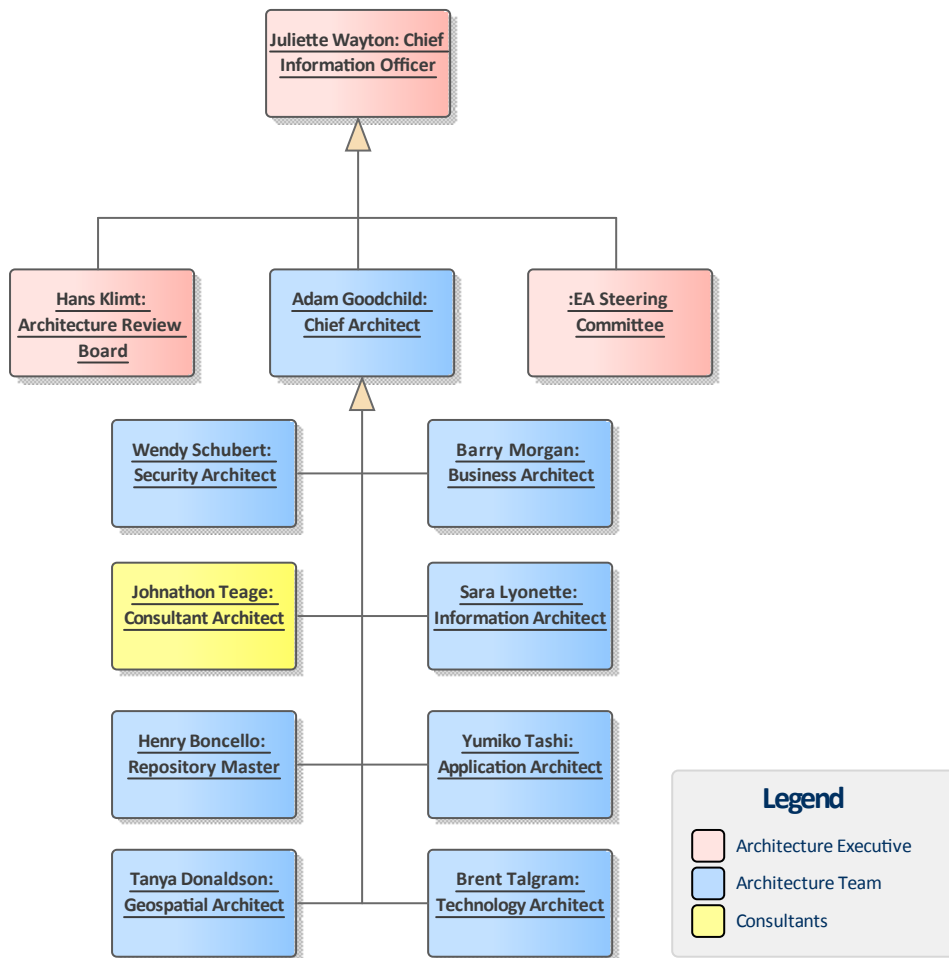 Juliette Wayton: Chief
Information Officer
Hans Klimt:
Architecture Review
Board
Adam Goodchild:
Chief Architect
:EA Steering
Committee
Wendy Schubert:
Security Architect
Barry Morgan:
Business Architect
Johnathon Teage:
Consultant Architect
Sara Lyonette:
Information Architect
Henry Boncello:
Repository Master
Yumiko Tashi:
Application Architect
Tanya Donaldson:
Geospatial Architect
Brent Talgram:
Technology Architect
Legend
Architecture Executive
Architecture Team
Consultants